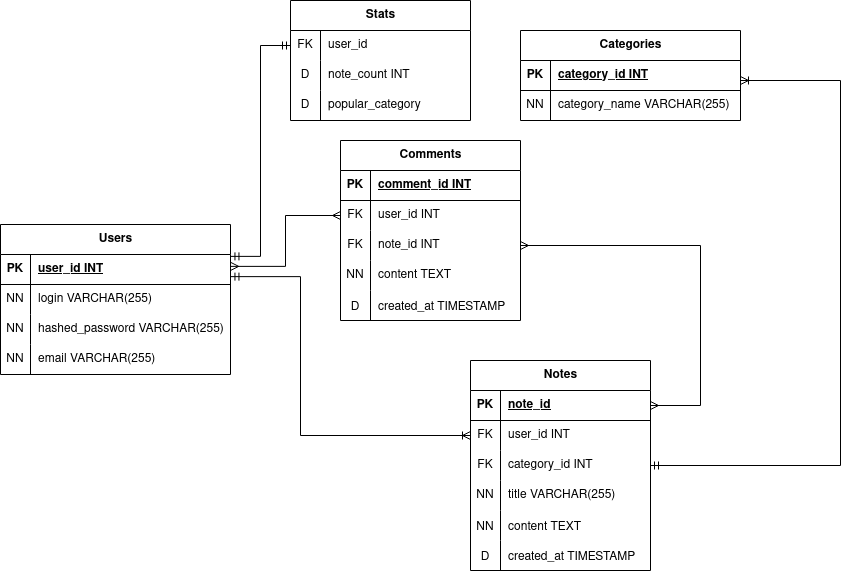 Stats
FK user_id
D note_count INT
D popular_category
Categories
PK category_id INT
NN category_name VARCHAR(255)
Comments
PK comment_id INT
FK user_id INT
FK note_id INT
NN content TEXT
D created_at TIMESTAMP
Users
PK user_id INT
NN login VARCHAR(255)
NN hashed_password VARCHAR(255)
NN email VARCHAR(255)
Notes
PK note_id
FK user_id INT
FK category_id INT
NN title VARCHAR(255)
NN content TEXT
D created_at TIMESTAMP